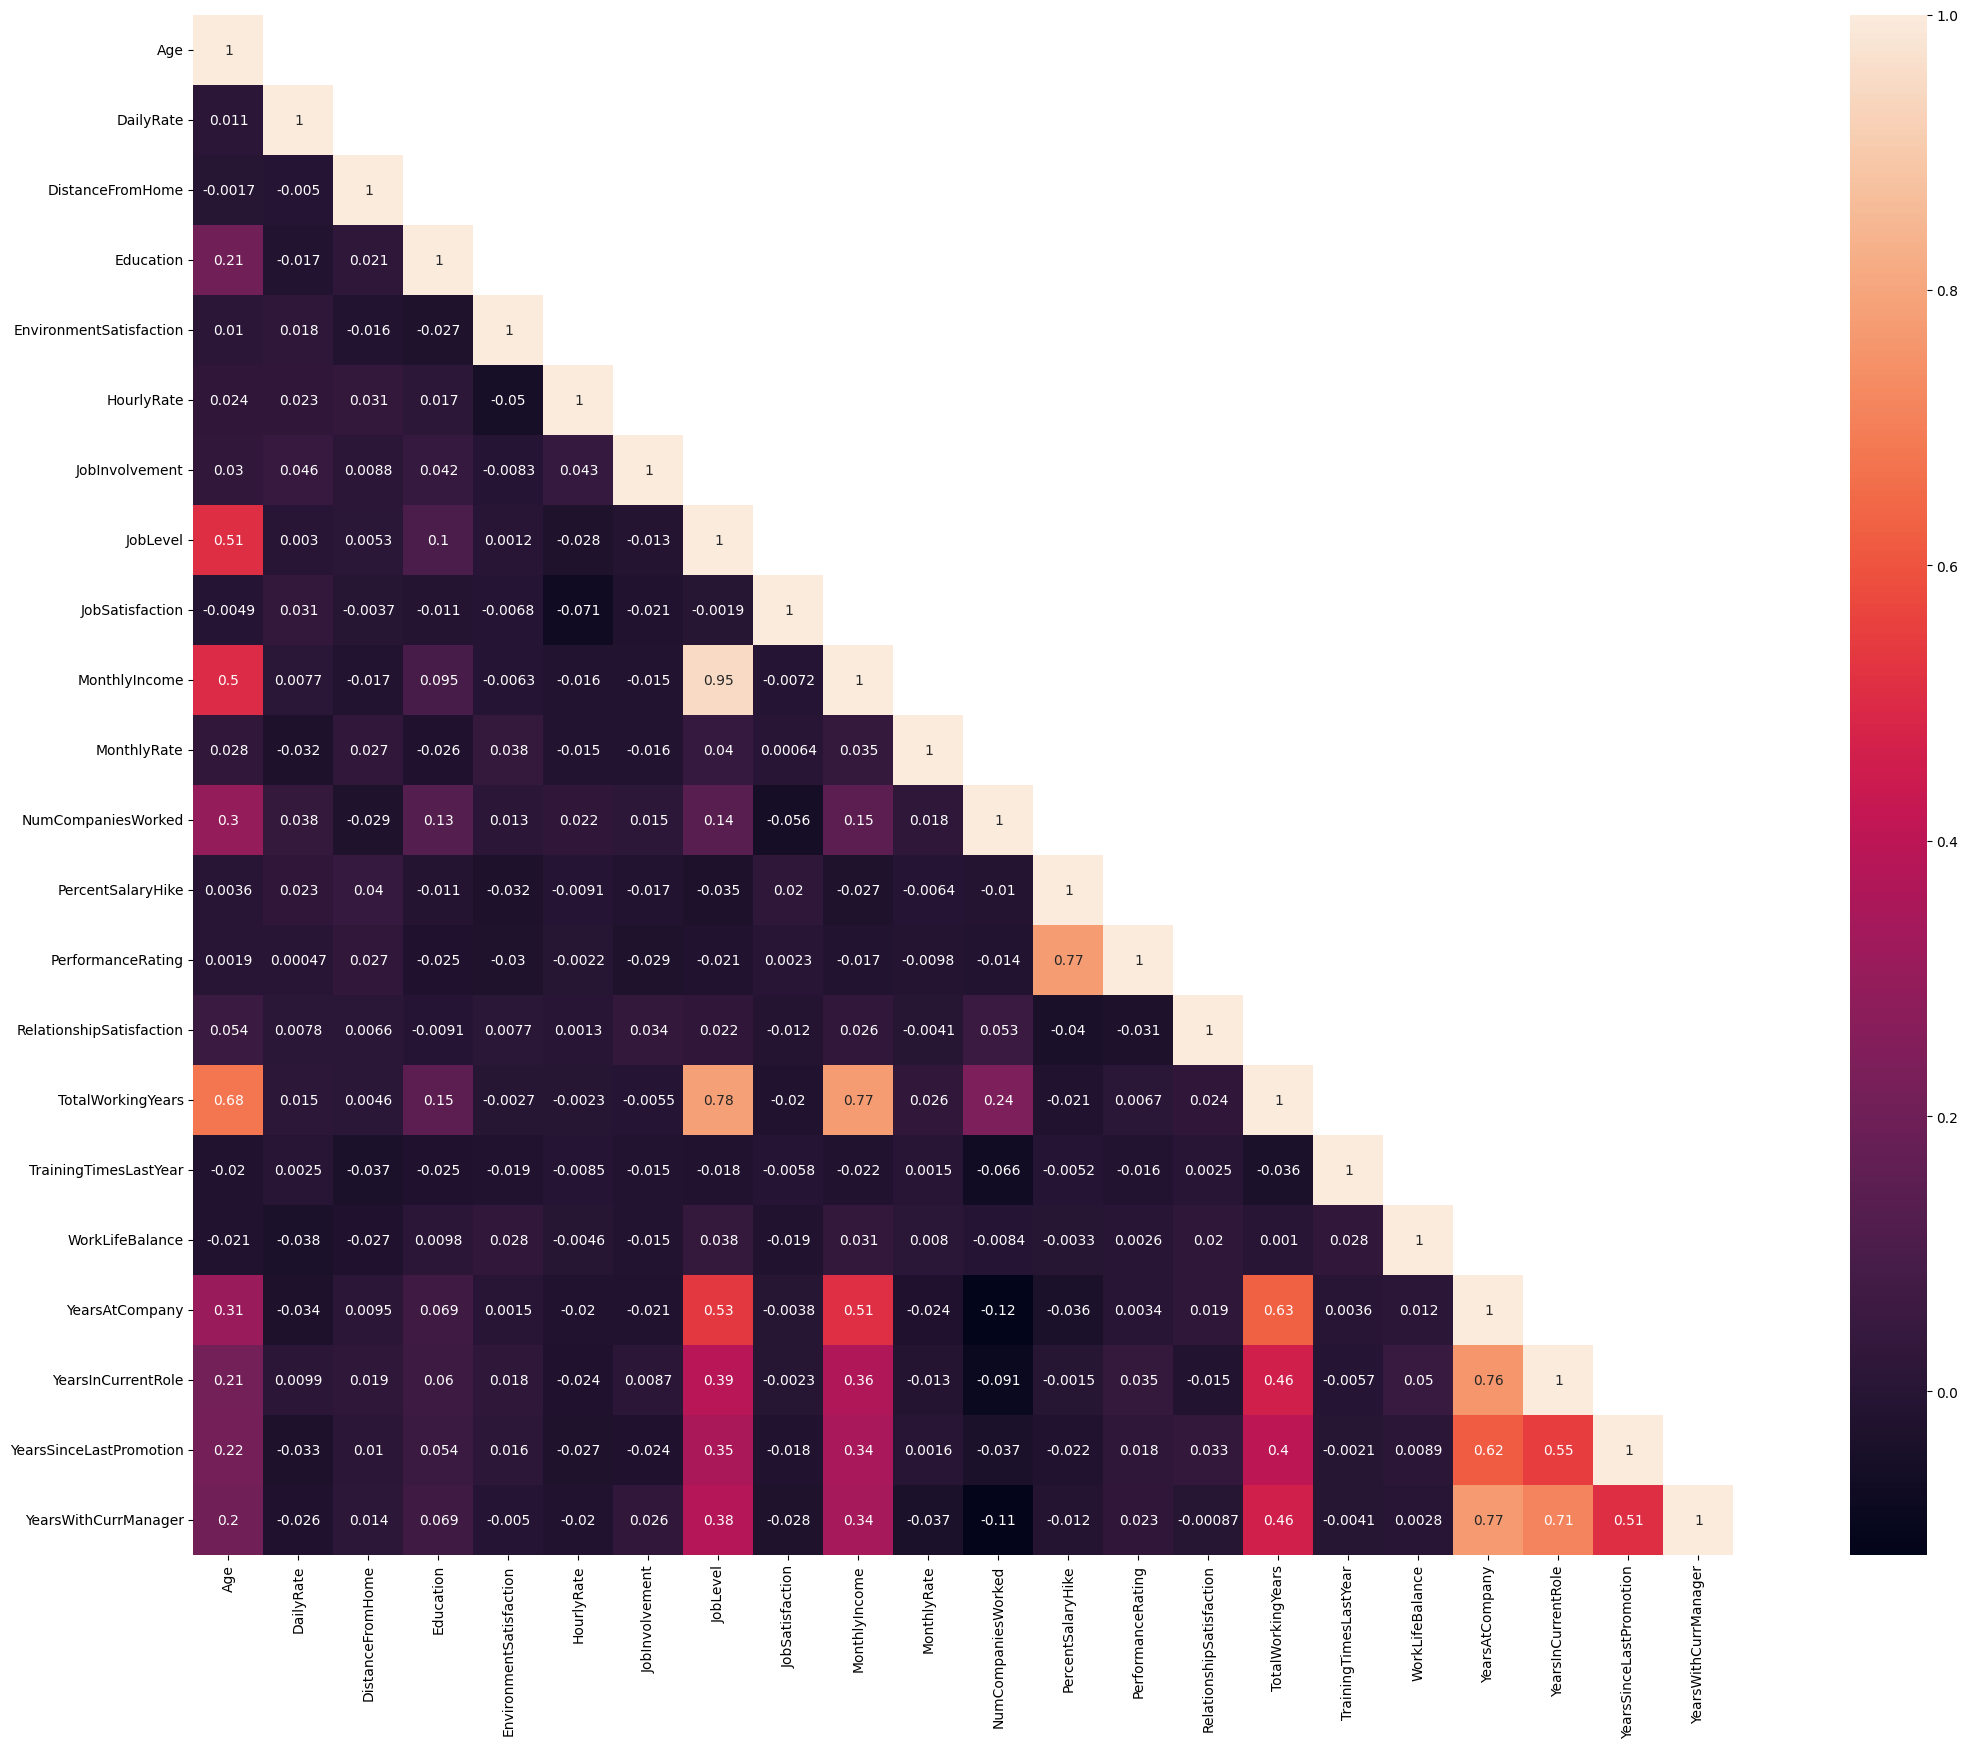 Age 1
DailyRate 0.011 1
DistanceFromHome -0.0017 -0.005 1
Education 0.21 -0.017 0.021 1
EnvironmentSatisfaction 0.01 0.018 -0.016 -0.027 1
HourlyRate 0.024 0.023 0.031 0.017 -0.05 1
JobInvolvement 0.03 0.046 0.0088 0.042 -0.0083 0.043 1
JobLevel 0.51 0.003 0.0053 0.1 0.0012 -0.028 -0.013 1
JobSatisfaction -0.0049 0.031 -0.0037 -0.011 -0.0068 -0.071 -0.021 -0.0019 1
MonthlyIncome 0.5 0.0077 -0.017 0.095 -0.0063 -0.016 -0.015 0.95 -0.0072 1
MonthlyRate 0.028 -0.032 0.027 -0.026 0.038 -0.015 -0.016 0.04 0.00064 0.035 1
NumCompaniesWorked 0.3 0.038 -0.029 0.13 0.013 0.022 0.015 0.14 -0.056 0.15 0.018 1
PercentSalaryHike 0.0036 0.023 0.04 -0.011 -0.032 -0.0091 -0.017 -0.035 0.02 -0.027 -0.0064 -0.01 1
PerformanceRating 0.0019 0.00047 0.027 -0.025 -0.03 -0.0022 -0.029 -0.021 0.0023 -0.017 -0.0098 -0.014 0.77 1
RelationshipSatisfaction 0.054 0.0078 0.0066 -0.0091 0.0077 0.0013 0.034 0.022 -0.012 0.026 -0.0041 0.053 -0.04 -0.031 1
TotalWorkingYears 0.68 0.015 0.0046 0.15 -0.0027 -0.0023 -0.0055 0.78 -0.02 0.77 0.026 0.24 -0.021 0.0067 0.024 1
TrainingTimesLastYear -0.02 0.0025 -0.037 -0.025 -0.019 -0.0085 -0.015 -0.018 -0.0058 -0.022 0.0015 -0.066 -0.0052 -0.016 0.0025 -0.036 1
WorkLifeBalance -0.021 -0.038 -0.027 0.0098 0.028 -0.0046 -0.015 0.038 -0.019 0.031 0.008 -0.0084 -0.0033 0.0026 0.02 0.001 0.028 1
YearsAtCompany 0.31 -0.034 0.0095 0.069 0.0015 -0.02 -0.021 0.53 -0.0038 0.51 -0.024 -0.12 -0.036 0.0034 0.019 0.63 0.0036 0.012 1
YearsInCurrentRole 0.21 0.0099 0.019 0.06 0.018 -0.024 0.0087 0.39 -0.0023 0.36 -0.013 -0.091 -0.0015 0.035 -0.015 0.46 -0.0057 0.05 0.76 1
YearsSinceLastPromotion 0.22 -0.033 0.01 0.054 0.016 -0.027 -0.024 0.35 -0.018 0.34 0.0016 -0.037 -0.022 0.018 0.033 0.4 -0.0021 0.0089 0.62 0.55 1
YearsWithCurrManager 0.2 -0.026 0.014 0.069 -0.005 -0.02 0.026 0.38 -0.028 0.34 -0.037 -0.11 -0.012 0.023 -0.00087 0.46 -0.0041 0.0028 0.77 0.71 0.51 1
Age
DailyRate
DistanceFromHome
Education
EnvironmentSatisfaction
HourlyRate
JobInvolvement
JobLevel
JobSatisfaction
MonthlyIncome
MonthlyRate
NumCompaniesWorked
PercentSalaryHike
PerformanceRating
RelationshipSatisfaction
TotalWorkingYears
TrainingTimesLastYear
WorkLifeBalance
YearsAtCompany
YearsInCurrentRole
YearsSinceLastPromotion
YearsWithCurrManager
1.0
0.8
0.6
0.4
0.2
0.0